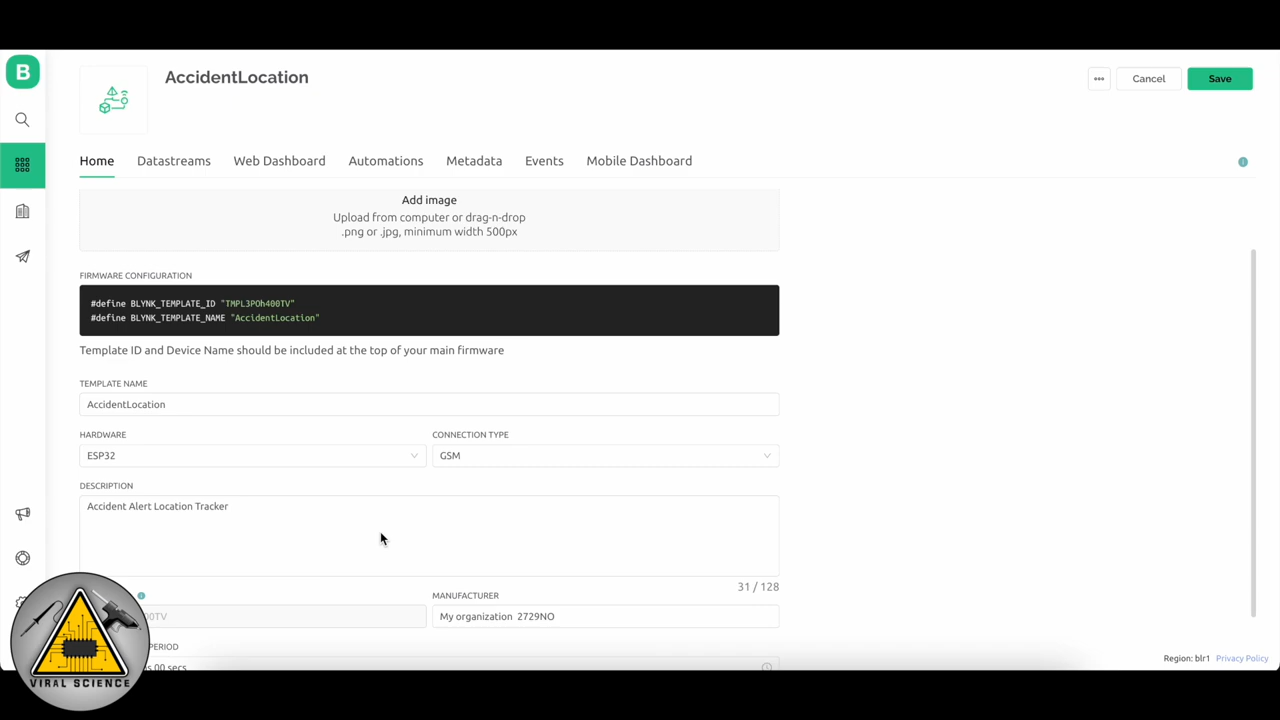 B
AccidentLocation
Cancel
Save
Home
Datastreams
Web Dashboard
Automations
Metadata
Events
Mobile Dashboard
Add image
Upload from computer or drag-n-drop
.png or .jpg, minimum width 500px
FIRMWARE CONFIGURATION
#define BLYNK_TEMPLATE_ID "TMPL3POh400TV"
#define BLYNK_TEMPLATE_NAME "AccidentLocation"
Template ID and Device Name should be included at the top of your main firmware
TEMPLATE NAME
AccidentLocation
HARDWARE
CONNECTION TYPE
ESP32
GSM
DESCRIPTION
Accident Alert Location Tracker
31 / 128
MANUFACTURER
00TV
My organization 2729NO
PERIOD
00 secs
Region: blr1
Privacy Policy
VIRAL SCIENCE